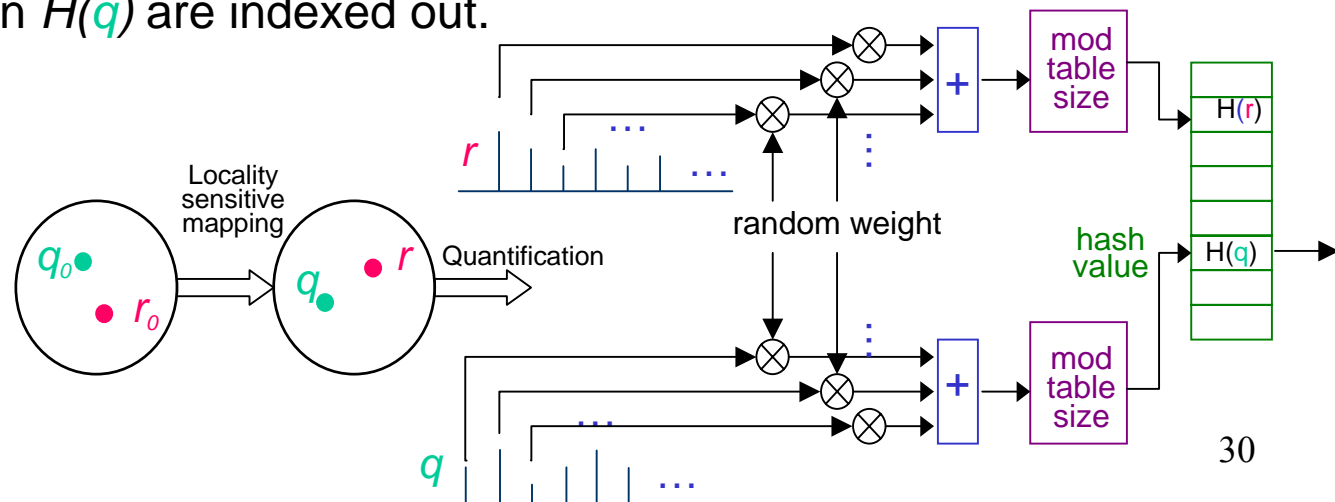 n H(q) are indexed out.
mod
table
size
+
H(r)
...
r
...
⋮
Locality
sensitive
mapping
random weight
q₀
r
Quantification
hash
value
H(q)
q
r₀
⋮
mod
table
size
+
...
q
...
30